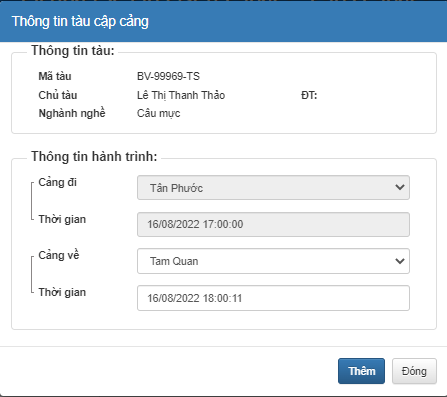 Thông tin tàu cập cảng
Thông tin tàu:
Mã tàu BV-99969-TS
Chủ tàu Lê Thị Thanh Thảo ĐT:
Nghành nghề Câu mực
Thông tin hành trình:
Cảng đi Tân Phước
Thời gian 16/08/2022 17:00:00
Cảng về Tam Quan
Thời gian 16/08/2022 18:00:11
Thêm Đóng